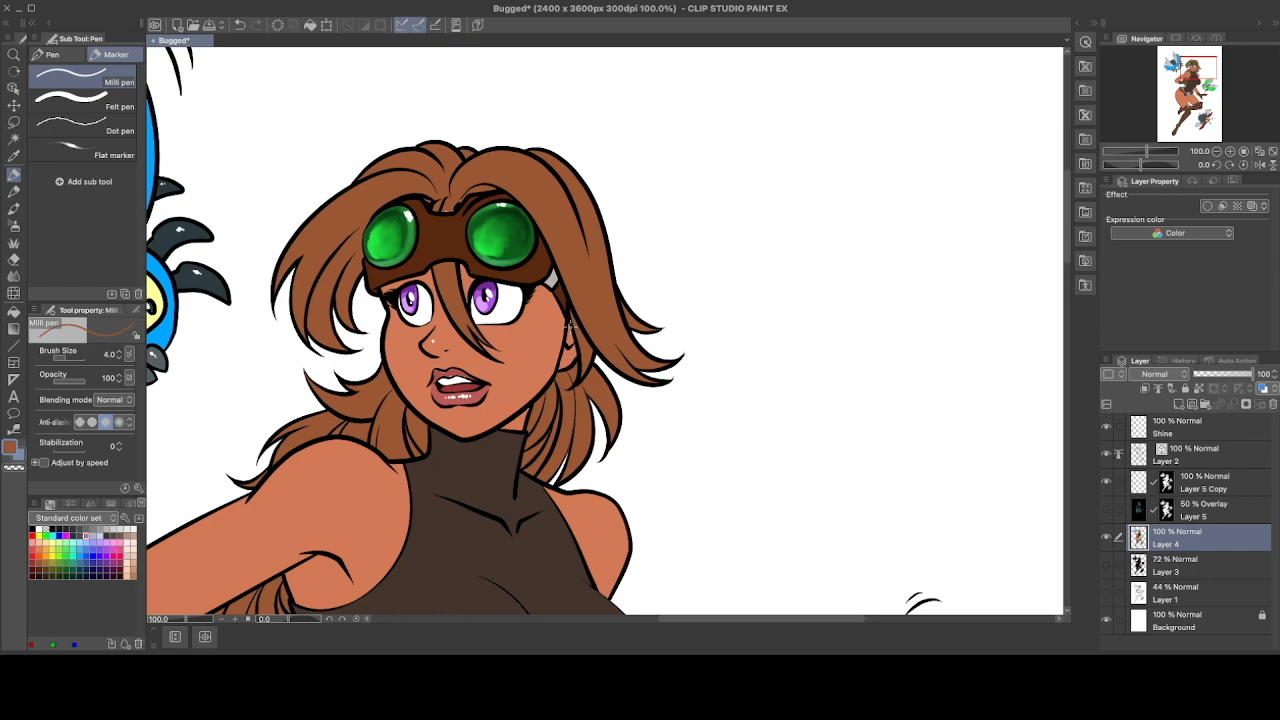 Bugged* (2400 x 3600px 300dpi 100.0%) - CLIP STUDIO PAINT EX
Sub Tool: Pen
Bugged*
Navigator
Pen
Marker
Milli pen
Felt pen
Dot pen
Flat marker
Add sub tool
100.0
0.0
Layer Property
Effect
Expression color
Color
Tool property: Mill
Milli pen
Brush Size
4.0
Opacity
100
Blending mode
Normal
Anti-aliasing
Stabilization
0
Adjust by speed
Standard color set
Layer
History
Auto Action
Normal
100
100% Normal
Shine
100% Normal
Layer 2
100% Normal
Layer 5 Copy
50% Overlay
Layer 5
100% Normal
Layer 4
72% Normal
Layer 3
44% Normal
Layer 1
100% Normal
Background
100.0
0.0